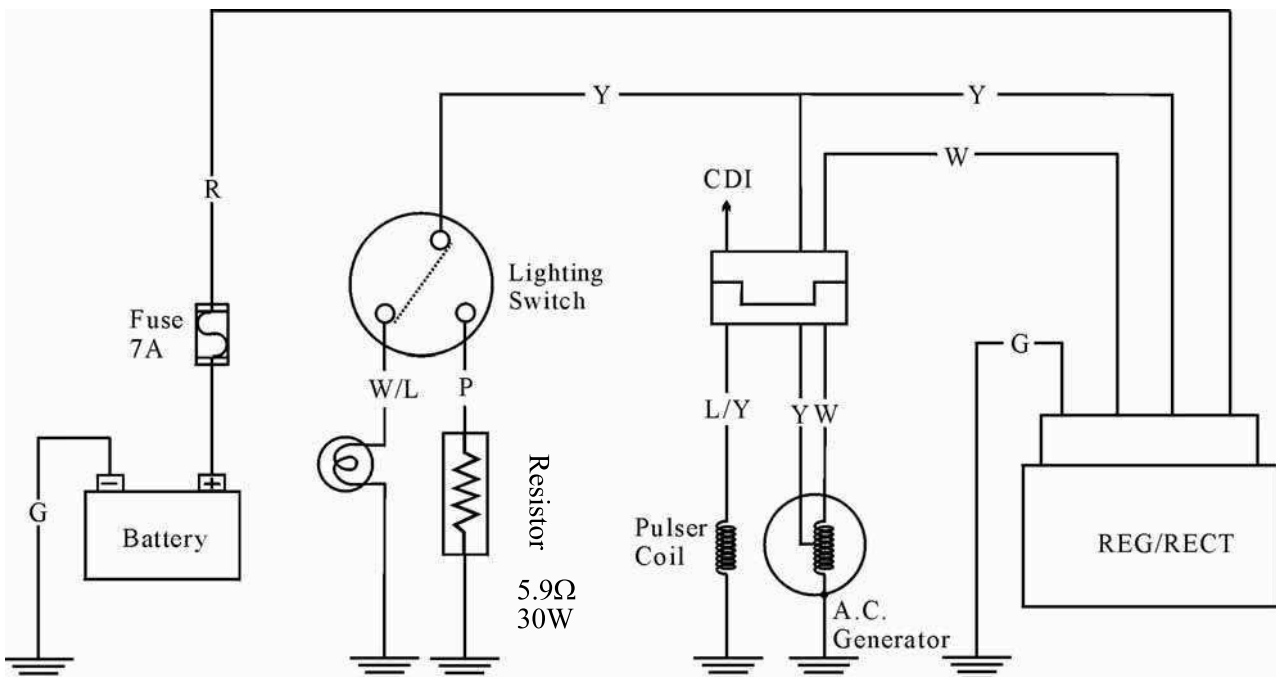 Y
Y
W
CDI
R
Lighting
Switch
Fuse
7A
G
W/L
P
L/Y
Y
W
Resistor
G
−
+
Battery
Pulser
Coil
REG/RECT
5.9Ω
30W
A.C.
Generator